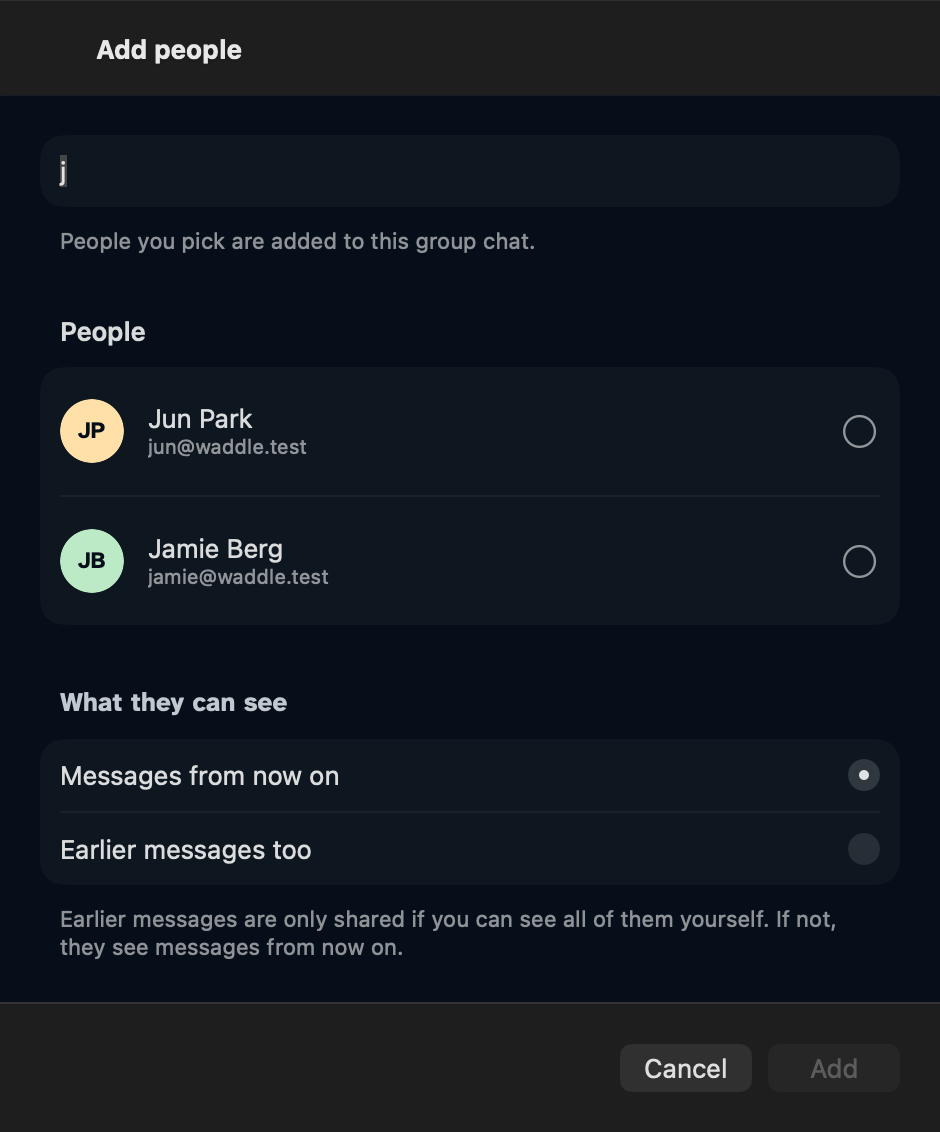 Add people
j
People you pick are added to this group chat.
People
JP
Jun Park
jun@waddle.test
JB
Jamie Berg
jamie@waddle.test
What they can see
Messages from now on
Earlier messages too
Earlier messages are only shared if you can see all of them yourself. If not,
they see messages from now on.
Cancel
Add